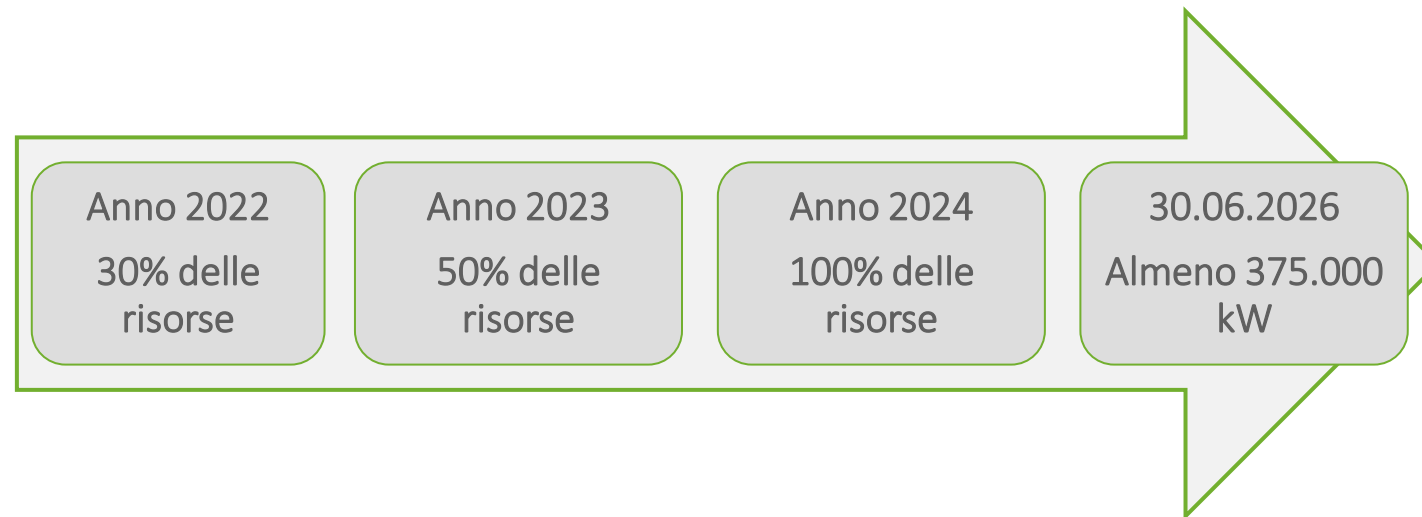 Anno 2022
30% delle
risorse
Anno 2023
50% delle
risorse
Anno 2024
100% delle
risorse
30.06.2026
Almeno 375.000
kW